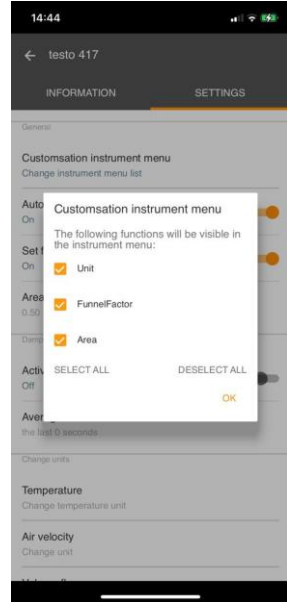 14:44
testo 417
INFORMATION
SETTINGS
General
Customsation instrument menu
Change instrument menu list
Auto
On
Customsation instrument menu
The following functions will be visible in
the instrument menu:
Set f
On
Unit
FunnelFactor
Area
0.50
Area
Damp
SELECT ALL
DESELECT ALL
Activ
Off
OK
Aver
the last 0 seconds
Change units
Temperature
Change temperature unit
Air velocity
Change unit